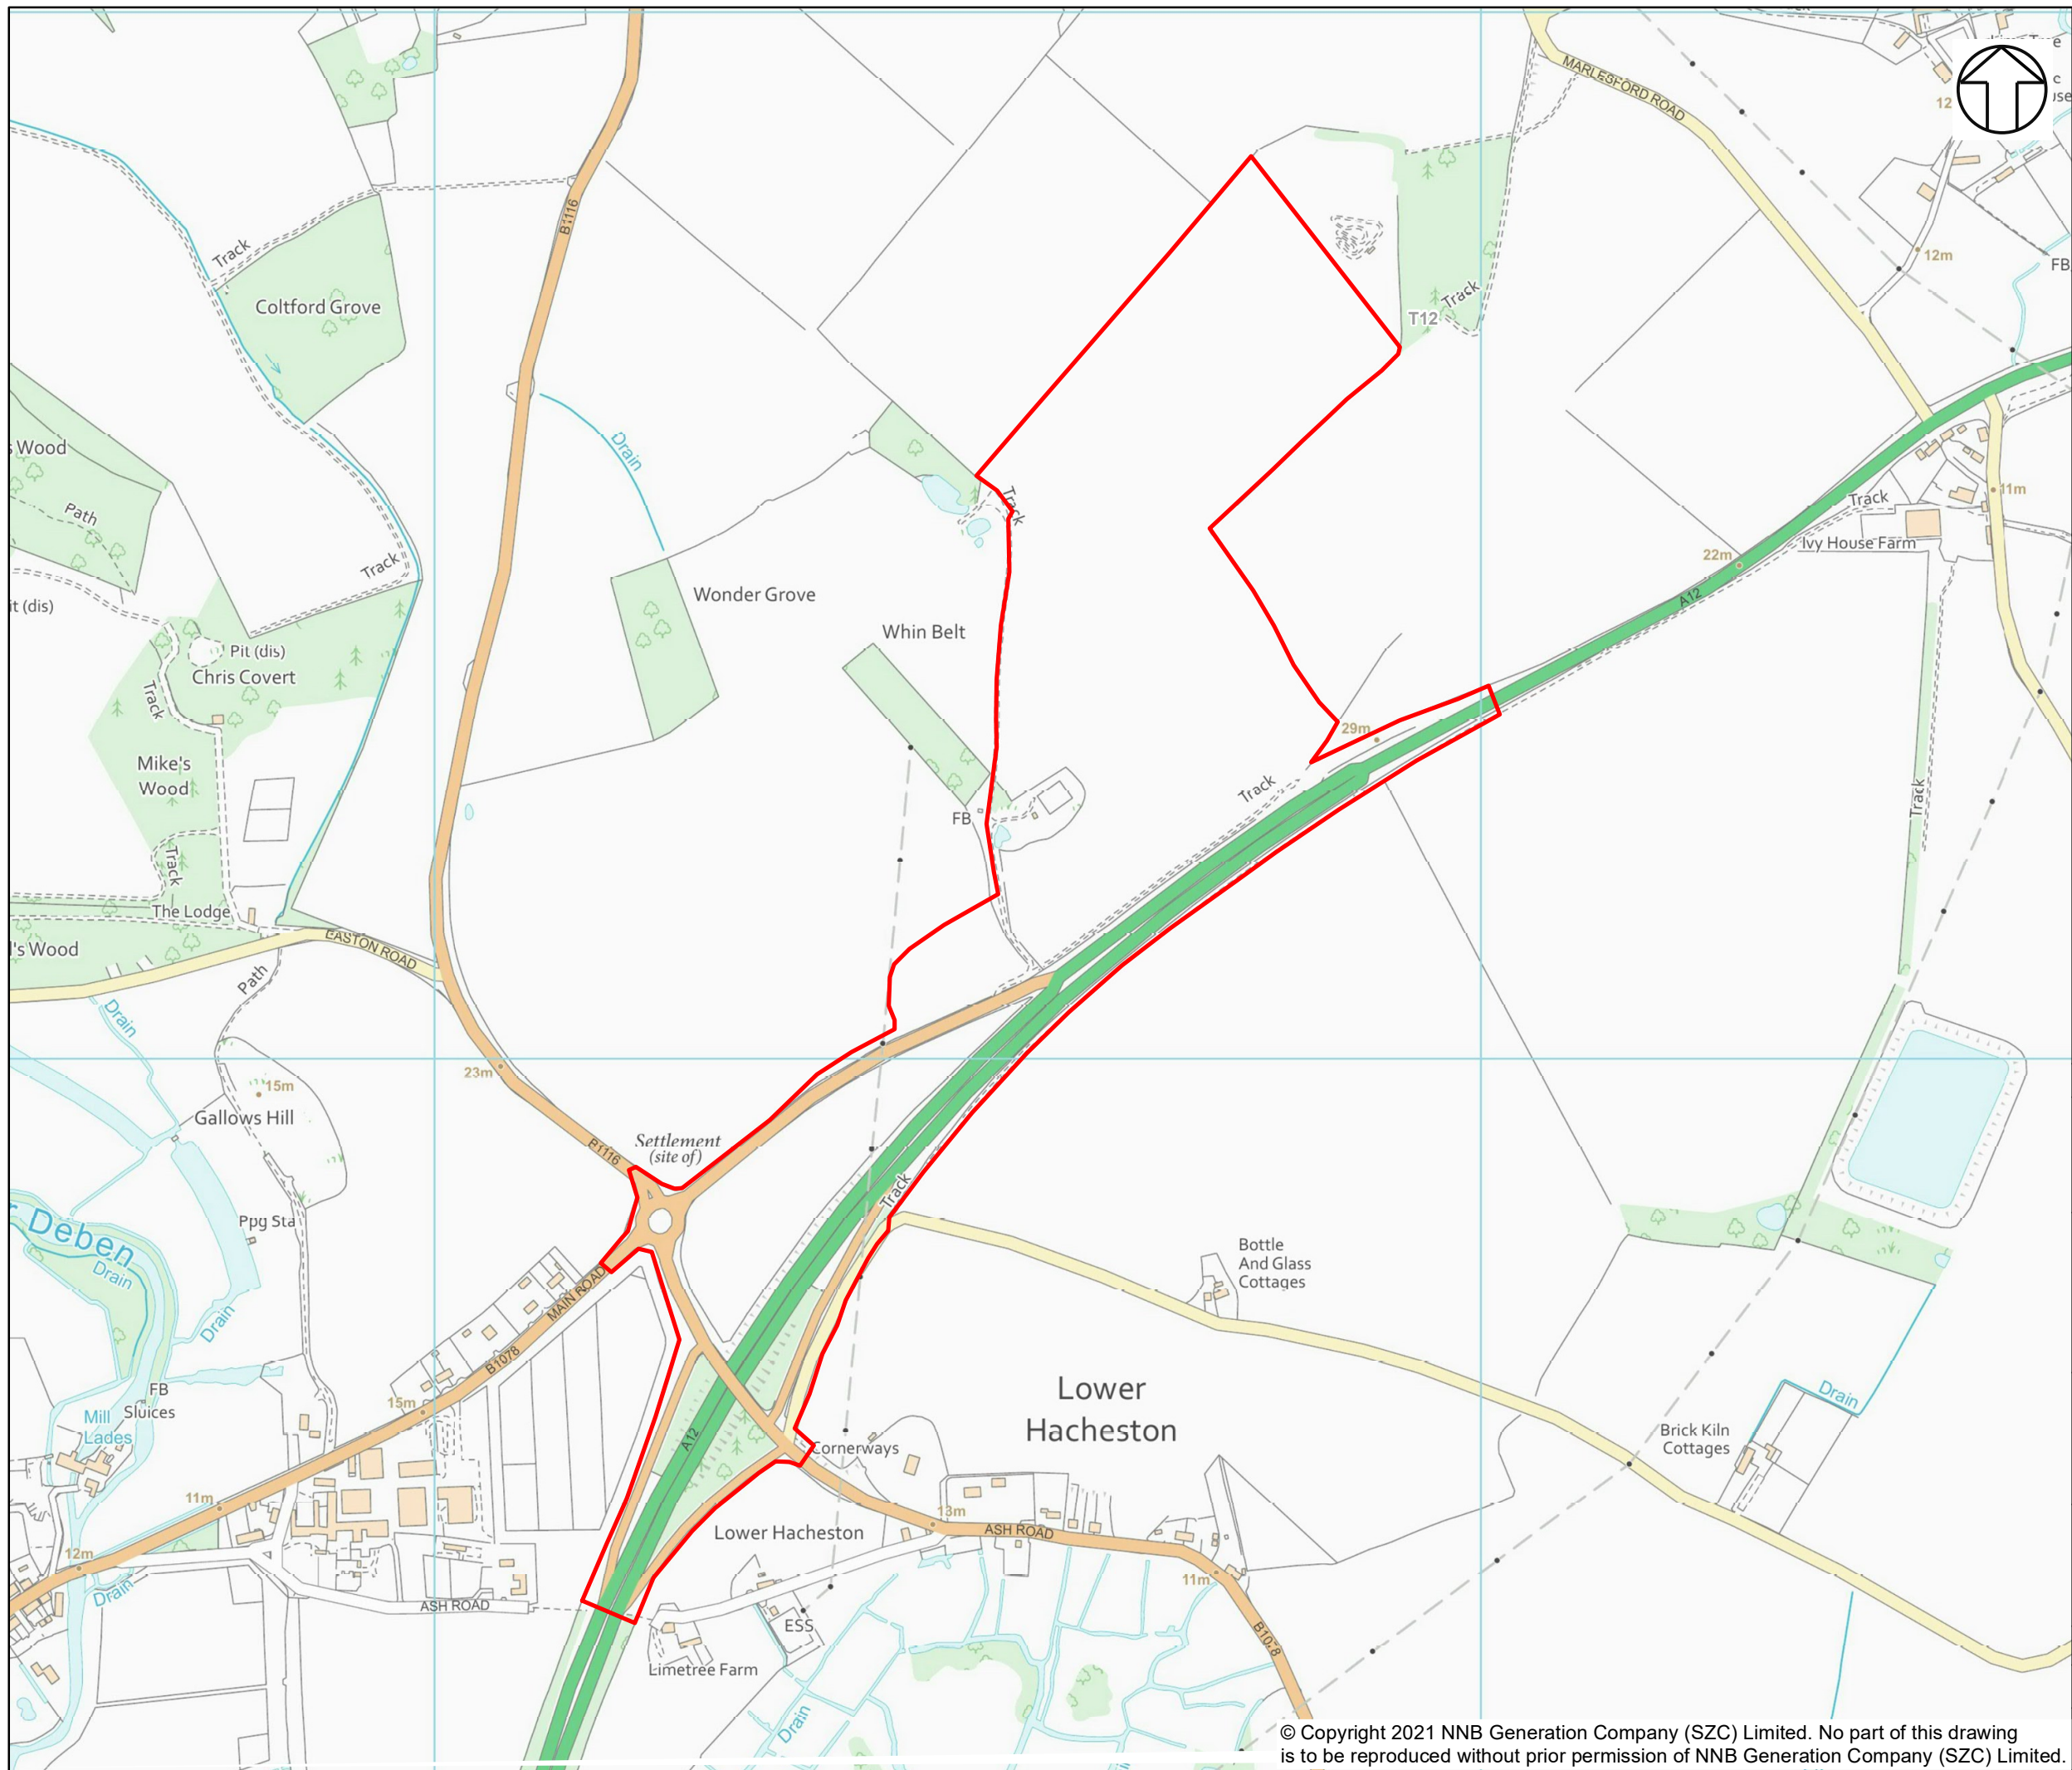 MARLESFORD ROAD
12
B1116
Track
12m
FB
Coltford Grove
Track
T12
Drain
Wood
Path
Track
Track
11m
Ivy House Farm
22m
Track
A12
it (dis)
Wonder Grove
Whin Belt
Pit (dis)
Chris Covert
Track
29m
Mike's
Wood
Track
Track
FB
Track
The Lodge
EASTON ROAD
l's Wood
Path
Drain
23m
15m
Gallows Hill
B1116
Settlement
(site of)
Track
Ppg Sta
r Deben
Drain
Drain
MAIN ROAD
Bottle
And Glass
Cottages
B1078
FB
Sluices
Mill
Lades
15m
Lower
Hacheston
Drain
Brick Kiln
Cottages
A12
Cornerways
11m
13m
ASH ROAD
Lower Hacheston
12m
Drain
11m
ASH ROAD
ESS
B1078
Limetree Farm
Drain
© Copyright 2021 NNB Generation Company (SZC) Limited. No part of this drawing
is to be reproduced without prior permission of NNB Generation Company (SZC) Limited.